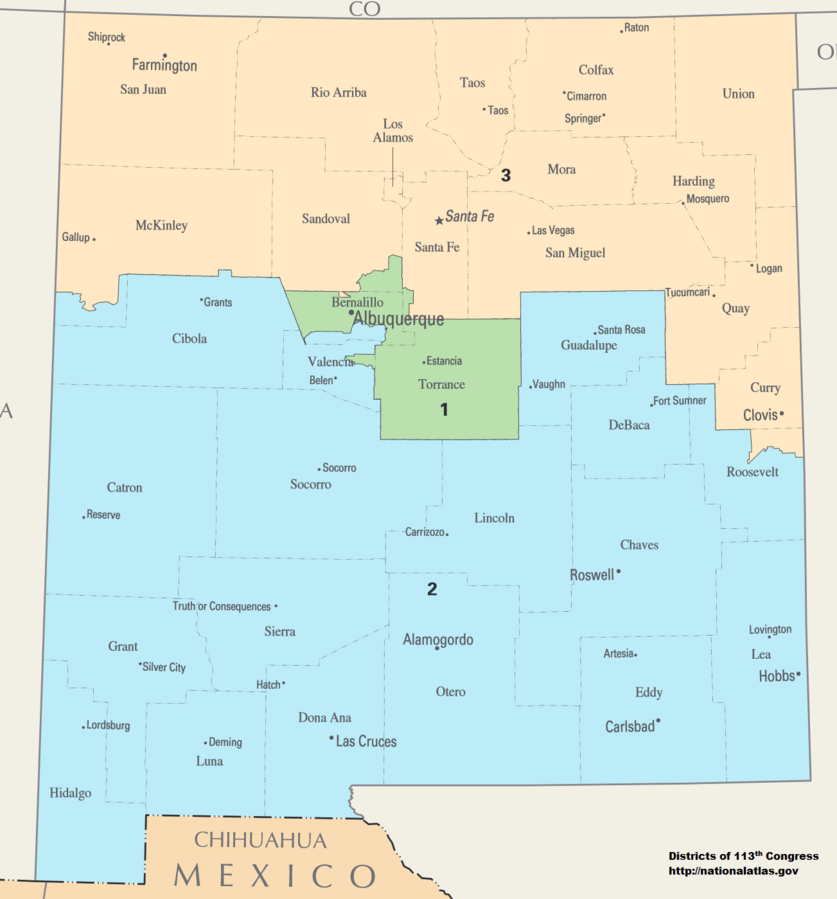 CO
O
Shiprock
Farmington
San Juan
Rio Arriba
Taos
Taos
Raton
Colfax
Cimarron
Springer
Union
Los
Alamos
3
Mora
Harding
Mosquero
McKinley
Gallup
Sandoval
Santa Fe
Santa Fe
Las Vegas
San Miguel
Logan
Tucumcari
Quay
Grants
Cibola
Bernalillo
Albuquerque
Valencia
Belen
Estancia
Torrance
1
Santa Rosa
Guadalupe
Vaughn
Fort Sumner
DeBaca
Curry
Clovis
A
Roosevelt
Catron
Reserve
Socorro
Socorro
Lincoln
Carrizozo
Chaves
Roswell
2
Truth or Consequences
Sierra
Grant
Silver City
Hatch
Alamogordo
Otero
Artesia
Eddy
Carlsbad
Lovington
Lea
Hobbs
Lordsburg
Hidalgo
Deming
Luna
Dona Ana
Las Cruces
CHIHUAHUA
MEXICO
Districts of 113th Congress
http://nationalatlas.gov